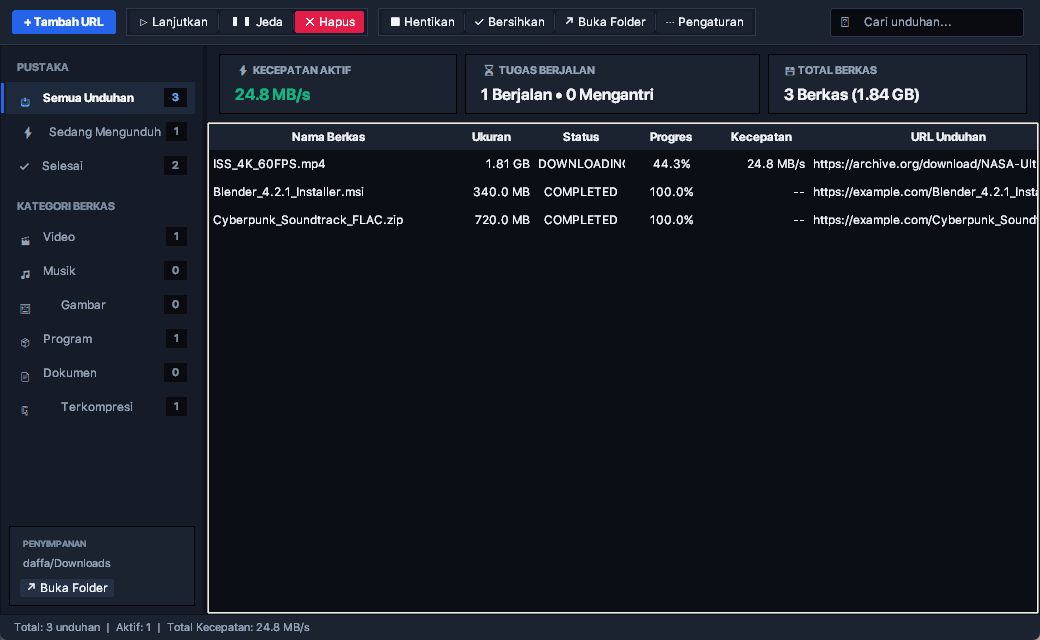 + Tambah URL
Lanjutkan
Jeda
Hapus
Hentikan
Bersihkan
Buka Folder
Pengaturan
Cari unduhan...
PUSTAKA
Semua Unduhan 3
Sedang Mengunduh 1
Selesai 2
KATEGORI BERKAS
Video 1
Musik 0
Gambar 0
Program 1
Dokumen 0
Terkompresi 1
PENYIMPANAN
daffa/Downloads
Buka Folder
KECEPATAN AKTIF
24.8 MB/s
TUGAS BERJALAN
1 Berjalan • 0 Mengantri
TOTAL BERKAS
3 Berkas (1.84 GB)
Nama Berkas Ukuran Status Progres Kecepatan URL Unduhan
ISS_4K_60FPS.mp4 1.81 GB DOWNLOADING 44.3% 24.8 MB/s https://archive.org/download/NASA-Ult
Blender_4.2.1_Installer.msi 340.0 MB COMPLETED 100.0% -- https://example.com/Blender_4.2.1_Insta
Cyberpunk_Soundtrack_FLAC.zip 720.0 MB COMPLETED 100.0% -- https://example.com/Cyberpunk_Sound
Total: 3 unduhan | Aktif: 1 | Total Kecepatan: 24.8 MB/s